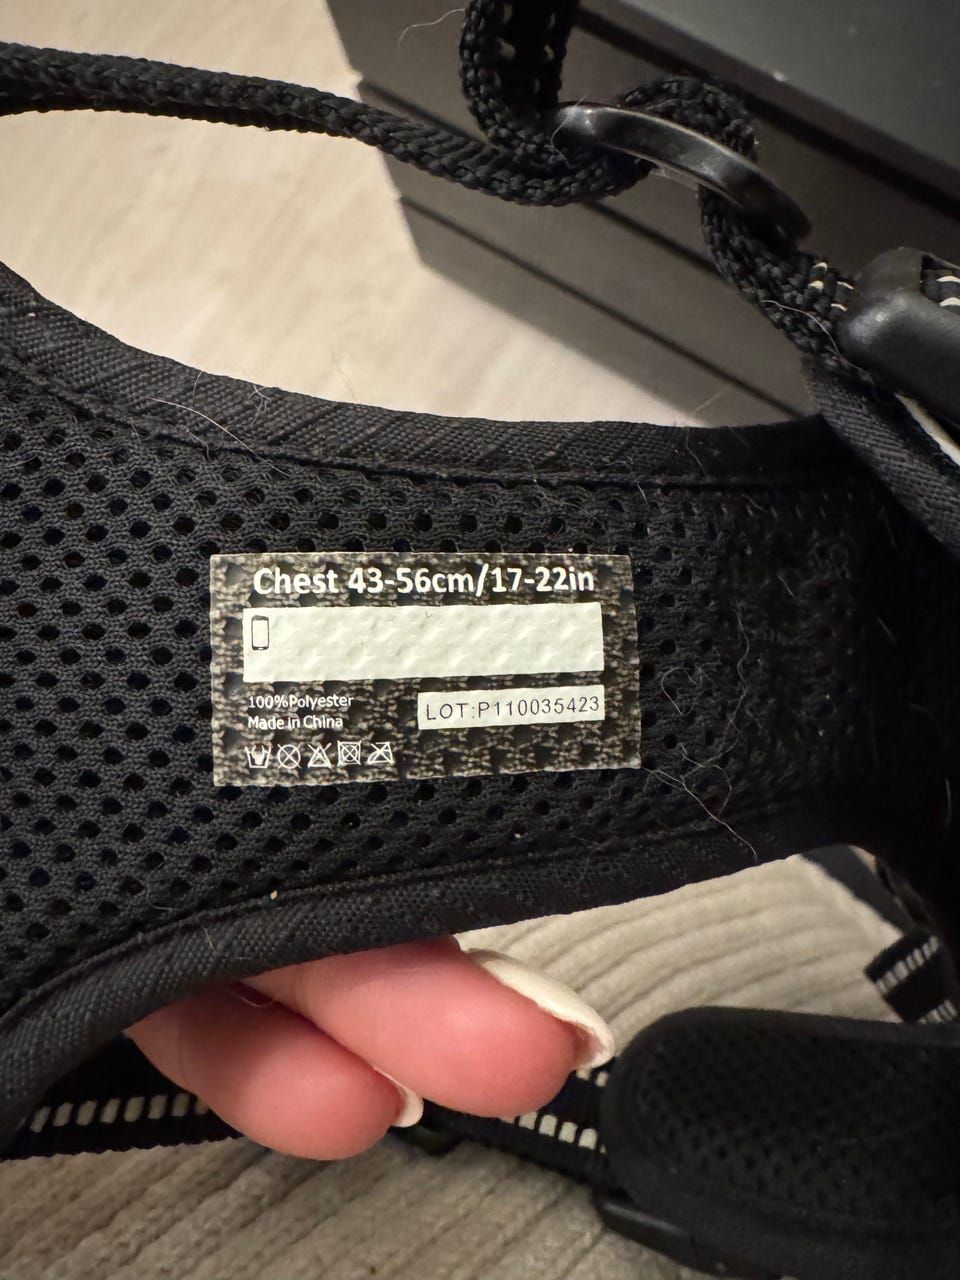 Chest 43-56cm/17-22in
100%Polyester
Made in China
LOT:P110035423